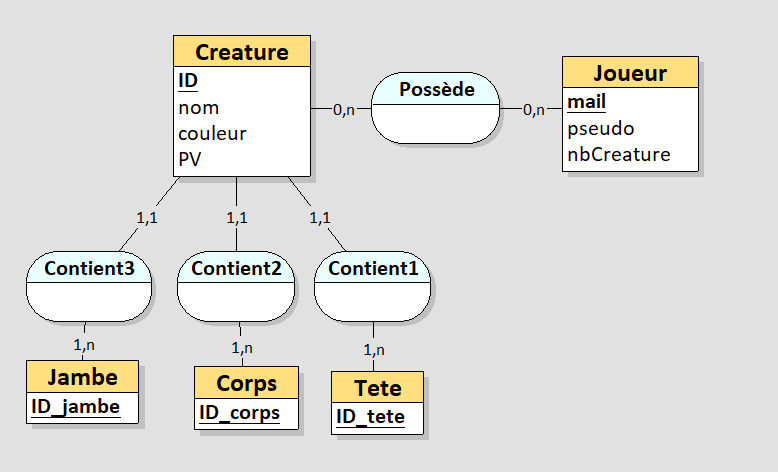 Creature
ID
nom
couleur
PV
0,n
Possède
0,n
Joueur
mail
pseudo
nbCreature
1,1
1,1
1,1
Contient3
Contient2
Contient1
1,n
1,n
1,n
Jambe
ID_jambe
Corps
ID_corps
Tete
ID_tete